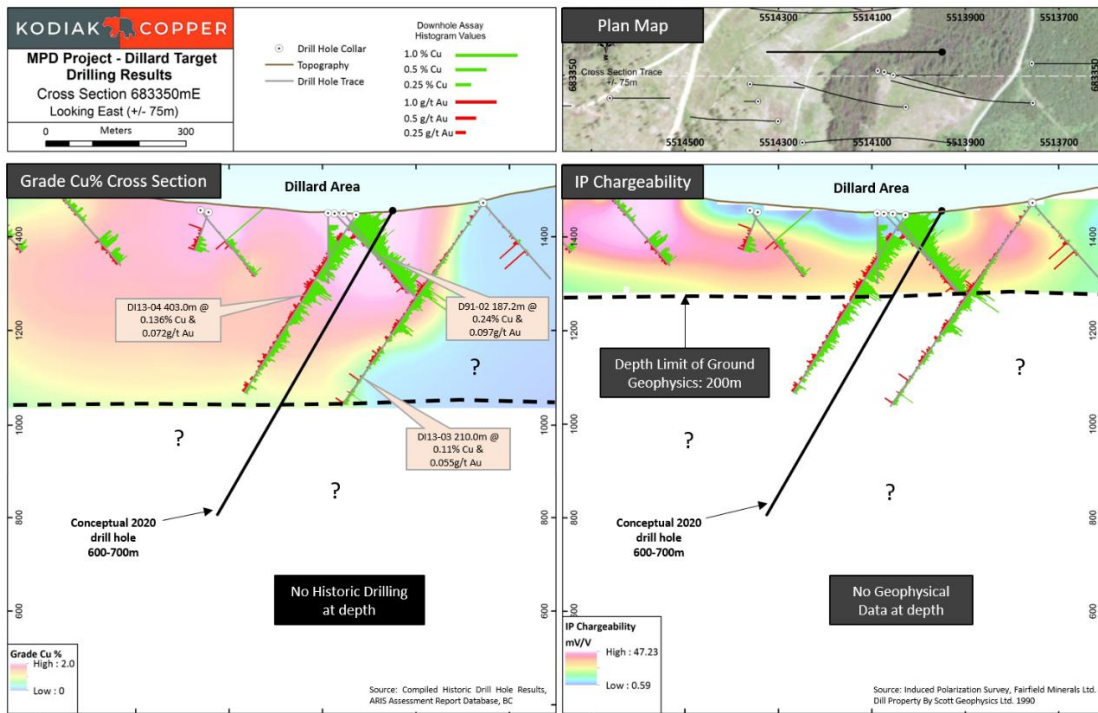 KODIAK COPPER
MPD Project - Dillard Target
Drilling Results
Cross Section 683350mE
Looking East (+/- 75m)
Meters
0 300
Drill Hole Collar
Topography
Drill Hole Trace
Downhole Assay
Histogram Values
1.0 % Cu
0.5 % Cu
0.25 % Cu
1.0 g/t Au
0.5 g/t Au
0.25 g/t Au
Plan Map
5514300 5514100 5513900 5513700
683350 683350
Cross Section Trace
+/- 75m
5514500 5514300 5514100 5513900 5513700
Grade Cu% Cross Section
Dillard Area
1400
1200
1000
800
600
DI13-04 403.0m @
0.136% Cu &
0.072g/t Au
D91-02 187.2m @
0.24% Cu &
0.097g/t Au
DI13-03 210.0m @
0.11% Cu &
0.055g/t Au
?
?
?
Conceptual 2020
drill hole
600-700m
No Historic Drilling
at depth
Grade Cu %
High : 2.0
Low : 0
Source: Compiled Historic Drill Hole Results,
ARIS Assessment Report Database, BC
IP Chargeability
Dillard Area
1400
1200
1000
800
600
Depth Limit of Ground
Geophysics: 200m
?
?
?
Conceptual 2020
drill hole
600-700m
No Geophysical
Data at depth
IP Chargeability
mV/V
High : 47.23
Low : 0.59
Source: Induced Polarization Survey, Fairfield Minerals Ltd.
Dill Property By Scott Geophysics Ltd. 1990